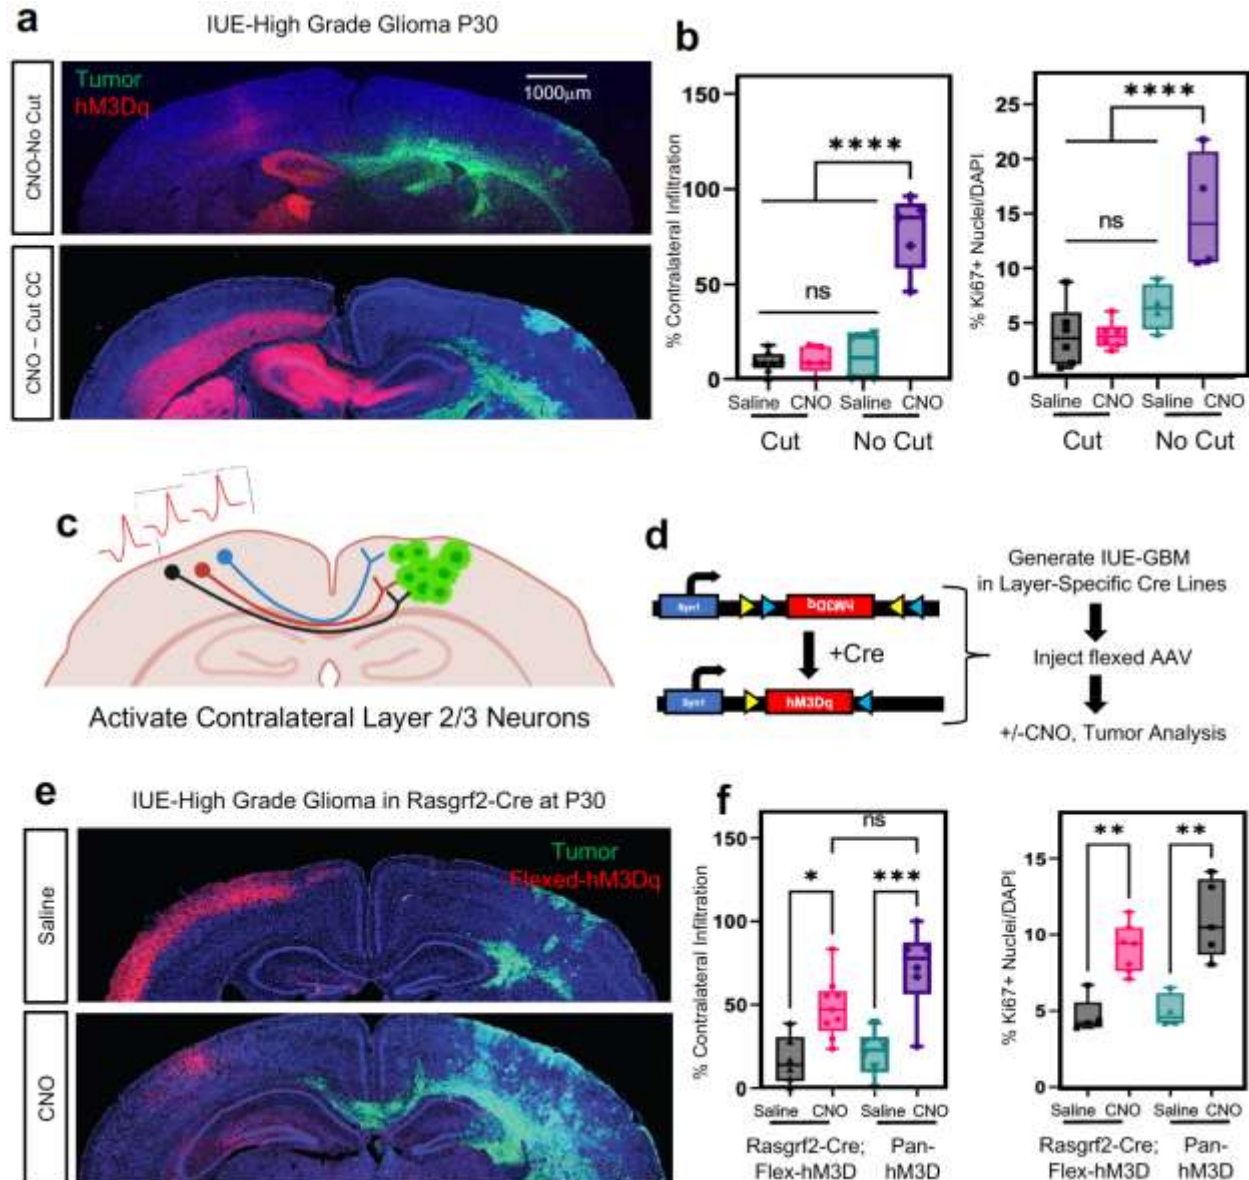 a
IUE-High Grade Glioma P30
CNO-No Cut
Tumor
hM3Dq
1000μm
CNO – Cut CC
b
% Contralateral Infiltration
150
100
50
0
****
ns
Saline CNO Saline CNO
Cut No Cut
% Ki67+ Nuclei/DAPI
25
20
15
10
5
0
****
ns
Saline CNO Saline CNO
Cut No Cut
c
Activate Contralateral Layer 2/3 Neurons
d
Syn1
hM3Dq
+Cre
Syn1
hM3Dq
Generate IUE-GBM
in Layer-Specific Cre Lines
Inject flexed AAV
+/-CNO, Tumor Analysis
e
IUE-High Grade Glioma in Rasgrf2-Cre at P30
Saline
Tumor
Flexed-hM3Dq
CNO
f
% Contralateral Infiltration
150
100
50
0
ns
*
***
Saline CNO Saline CNO
Rasgrf2-Cre; Pan-
Flex-hM3D hM3D
% Ki67+ Nuclei/DAPI
15
10
5
0
**
**
Saline CNO Saline CNO
Rasgrf2-Cre; Pan-
Flex-hM3D hM3D